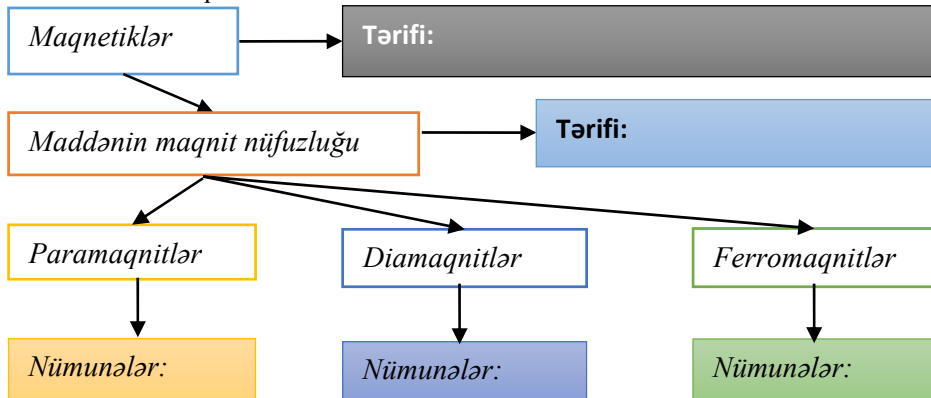 Maqnetiklər
Tərifi:
Maddənin maqnit nüfuzluğu
Tərifi:
Paramaqnitlər
Diamaqnitlər
Ferromaqnitlər
Nümunələr:
Nümunələr:
Nümunələr: